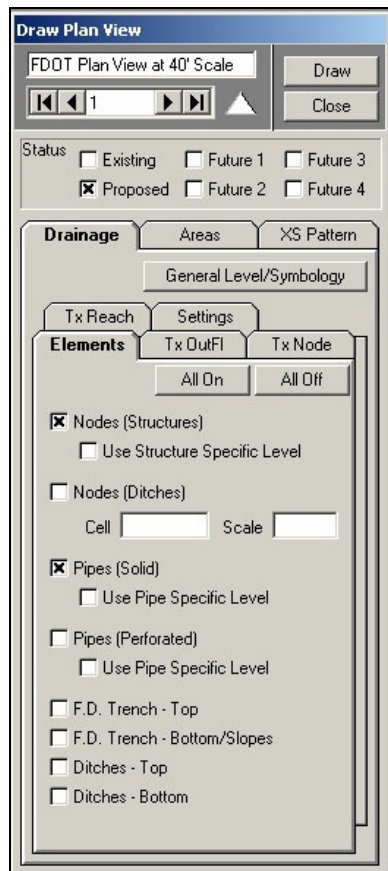 Draw Plan View
FDOT Plan View at 40' Scale
Draw
1
Close
Status
Existing Future 1 Future 3
Proposed Future 2 Future 4
Drainage Areas XS Pattern
General Level/Symbology
Tx Reach Settings
Elements Tx OutFl Tx Node
All On All Off
Nodes (Structures)
Use Structure Specific Level
Nodes (Ditches)
Cell Scale
Pipes (Solid)
Use Pipe Specific Level
Pipes (Perforated)
Use Pipe Specific Level
F.D. Trench - Top
F.D. Trench - Bottom/Slopes
Ditches - Top
Ditches - Bottom